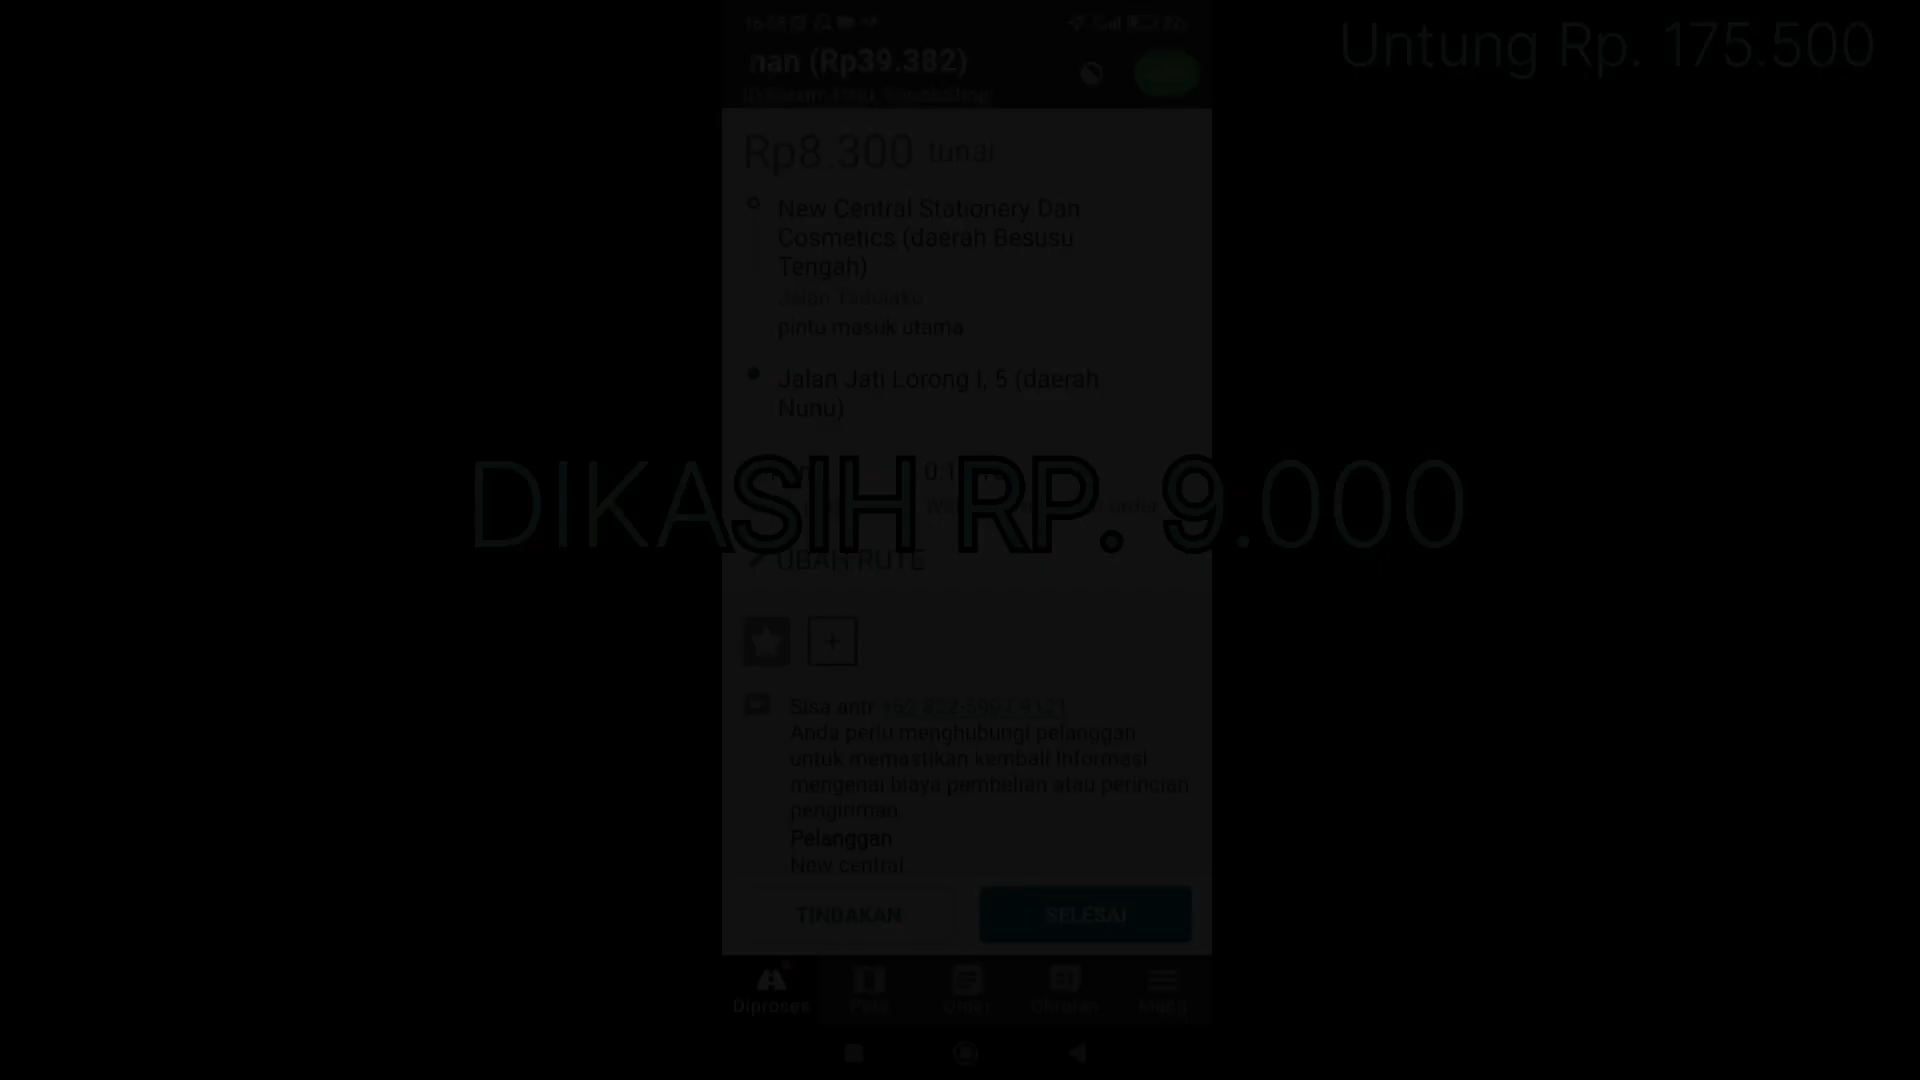 Untung Rp. 175.500
nan (Rp39.382)
Rp8.300 tunai
New Central Stationery Dan
Cosmetics (daerah Besusu
Tengah)
pintu masuk utama
Jalan Jati Lorong I, 5 (daerah
Nunu)
DIKASIH RP. 9.000
order
UBAH RUTE
Sisa antr
Anda perlu menghubungi pelanggan
untuk memastikan kembali informasi
mengenai biaya pembelian atau perincian
pengiriman.
Pelanggan
New central
TINDAKAN
SELESAI
Diproses
Order
Obrolan